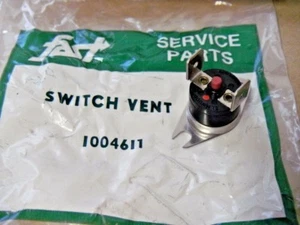 fast
SERVICE
PARTS
SWITCH VENT
1004611